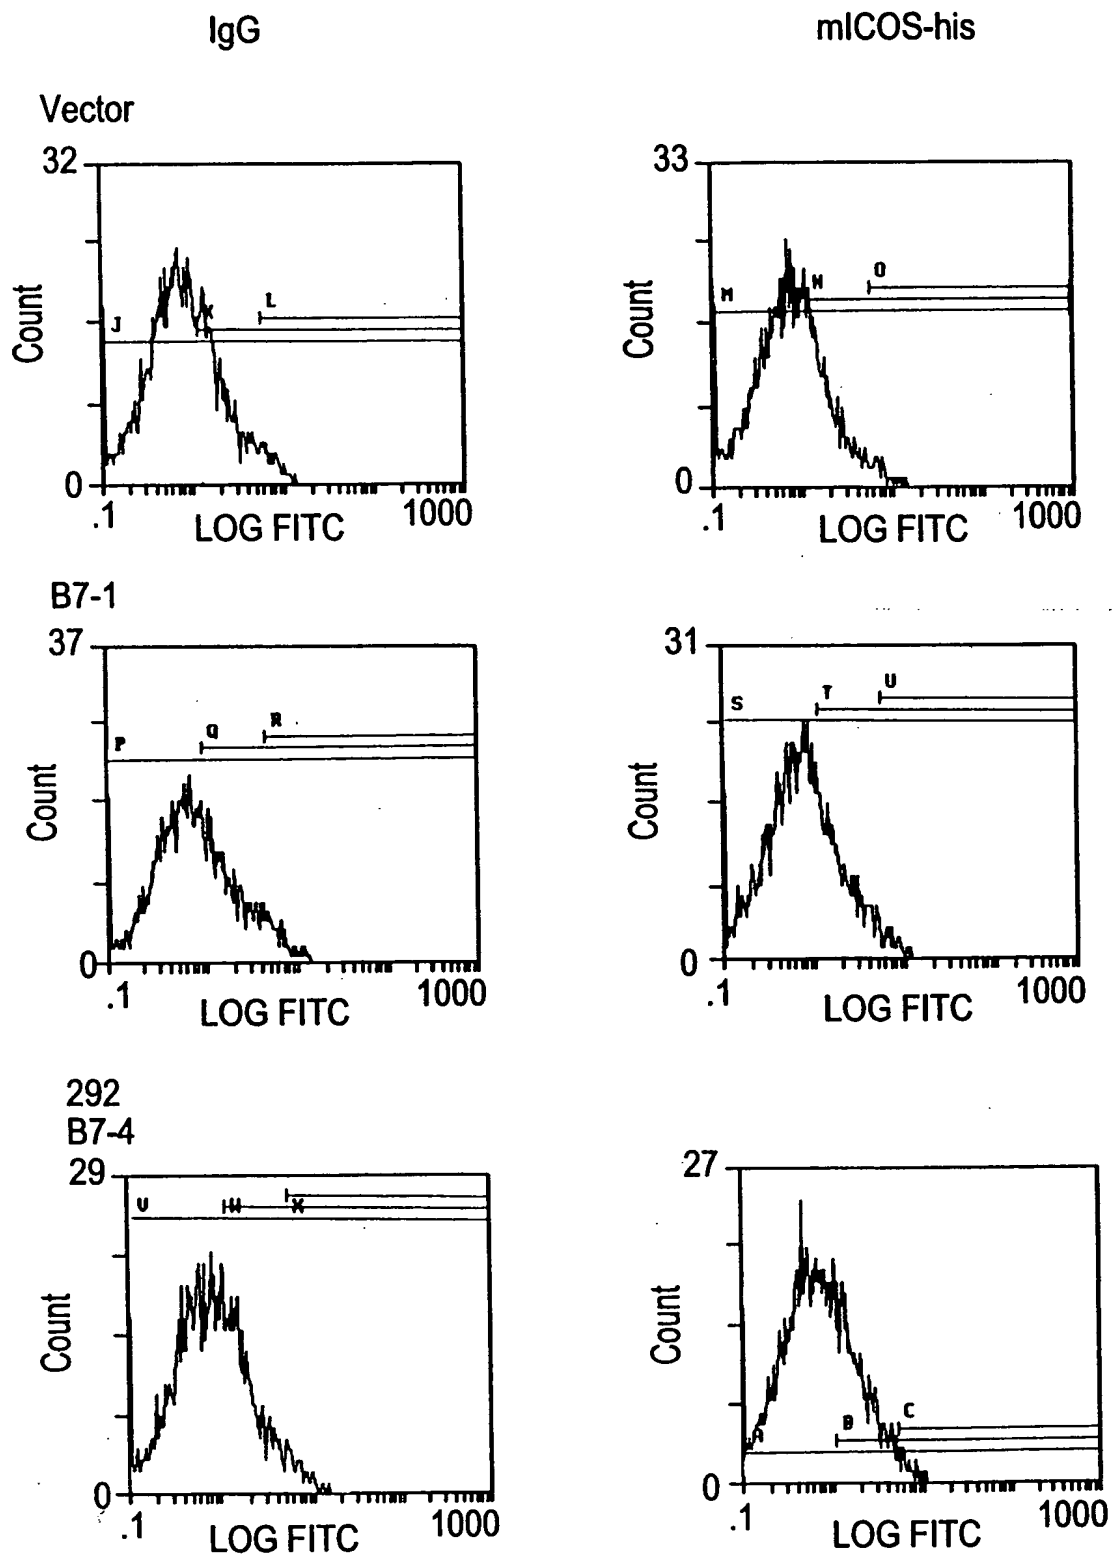 IgG mICOS-his
Vector
32 33
Count J K L Count M N O
0 0
.1 LOG FITC 1000 .1 LOG FITC 1000
B7-1
37 31
Count P Q R Count S T U
0 0
.1 LOG FITC 1000 .1 LOG FITC 1000
292
B7-4
29 27
Count V W X Count A B C
0 0
.1 LOG FITC 1000 .1 LOG FITC 1000